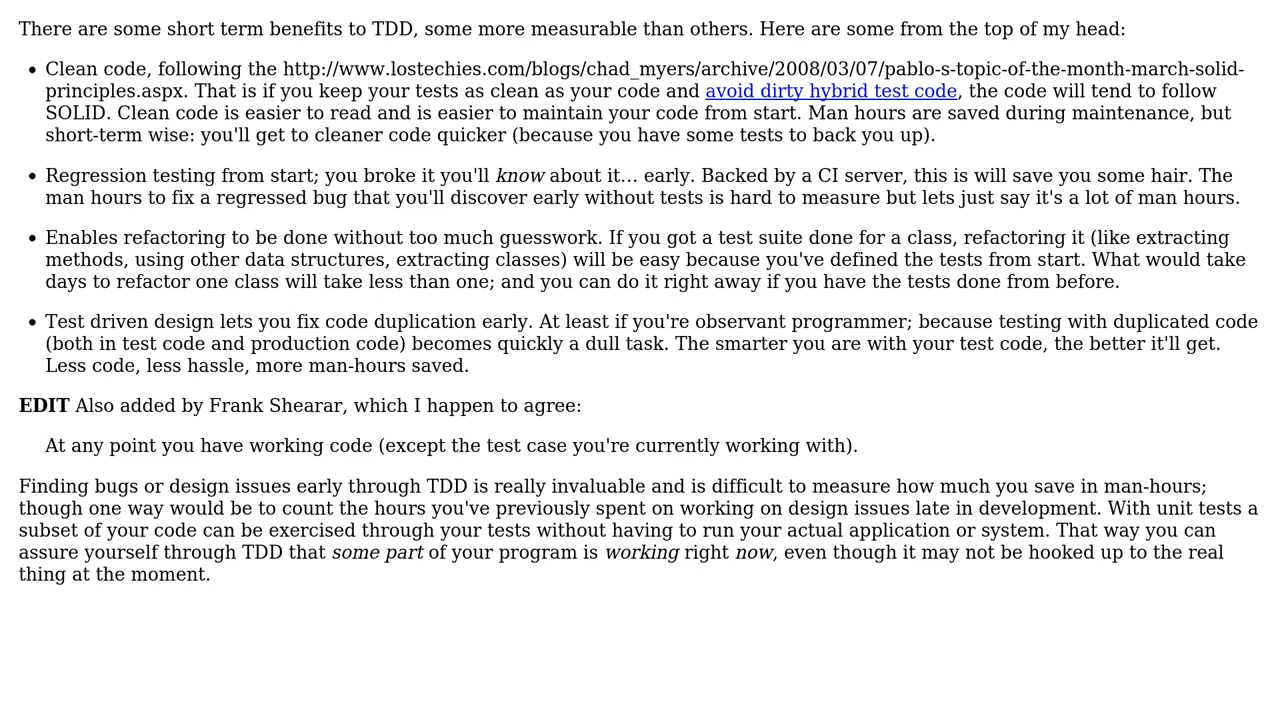 There are some short term benefits to TDD, some more measurable than others. Here are some from the top of my head:
• Clean code, following the http://www.lostechies.com/blogs/chad_myers/archive/2008/03/07/pablo-s-topic-of-the-month-march-solid-
principles.aspx. That is if you keep your tests as clean as your code and avoid dirty hybrid test code, the code will tend to follow
SOLID. Clean code is easier to read and is easier to maintain your code from start. Man hours are saved during maintenance, but
short-term wise: you'll get to cleaner code quicker (because you have some tests to back you up).
• Regression testing from start; you broke it you'll know about it... early. Backed by a CI server, this is will save you some hair. The
man hours to fix a regressed bug that you'll discover early without tests is hard to measure but lets just say it's a lot of man hours.
• Enables refactoring to be done without too much guesswork. If you got a test suite done for a class, refactoring it (like extracting
methods, using other data structures, extracting classes) will be easy because you've defined the tests from start. What would take
days to refactor one class will take less than one; and you can do it right away if you have the tests done from before.
• Test driven design lets you fix code duplication early. At least if you're observant programmer; because testing with duplicated code
(both in test code and production code) becomes quickly a dull task. The smarter you are with your test code, the better it'll get.
Less code, less hassle, more man-hours saved.
EDIT Also added by Frank Shearar, which I happen to agree:
At any point you have working code (except the test case you're currently working with).
Finding bugs or design issues early through TDD is really invaluable and is difficult to measure how much you save in man-hours;
though one way would be to count the hours you've previously spent on working on design issues late in development. With unit tests a
subset of your code can be exercised through your tests without having to run your actual application or system. That way you can
assure yourself through TDD that some part of your program is working right now, even though it may not be hooked up to the real
thing at the moment.